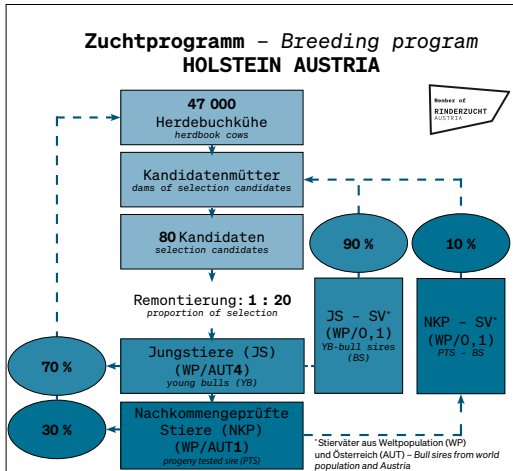 Zuchtprogramm – Breeding program
HOLSTEIN AUSTRIA
Member of
RINDERZUCHT
AUSTRIA
47 000
Herdebuchkühe
herdbook cows
Kandidatenmütter
dams of selection candidates
80 Kandidaten
selection candidates
90 %
10 %
Remontierung: 1 : 20
proportion of selection
JS – SV*
(WP/0,1)
YB-bull sires
(BS)
NKP – SV*
(WP/0,1)
PTS – BS
70 %
Jungstiere (JS)
(WP/AUT4)
young bulls (YB)
30 %
Nachkommengeprüfte
Stiere (NKP)
(WP/AUT1)
progeny tested sire (PTS)
*Stierväter aus Weltpopulation (WP)
und Österreich (AUT) – Bull sires from world
population and Austria